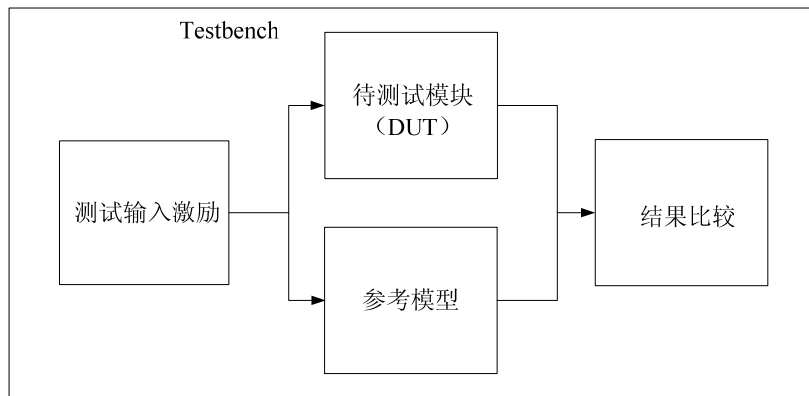 Testbench
待测试模块
（DUT）
测试输入激励
结果比较
参考模型